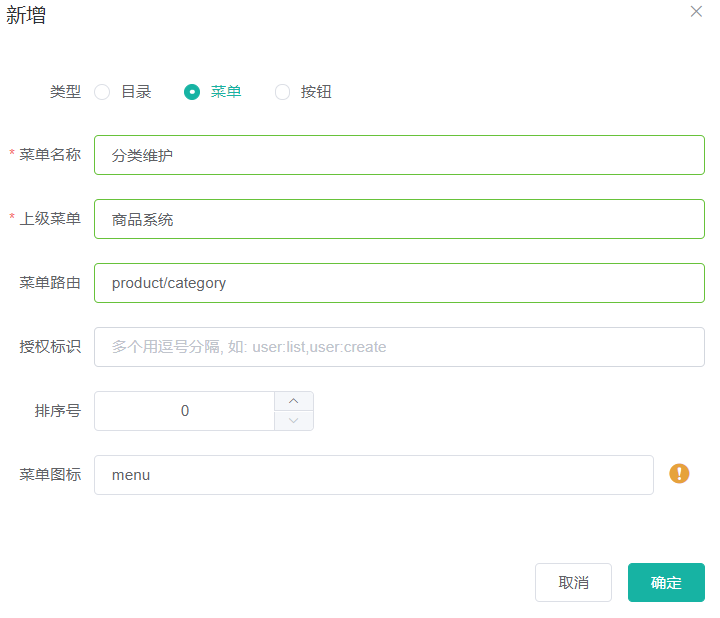 新增
类型 目录 菜单 按钮
* 菜单名称 分类维护
* 上级菜单 商品系统
菜单路由 product/category
授权标识 多个用逗号分隔, 如: user:list,user:create
排序号 0
菜单图标 menu
取消 确定